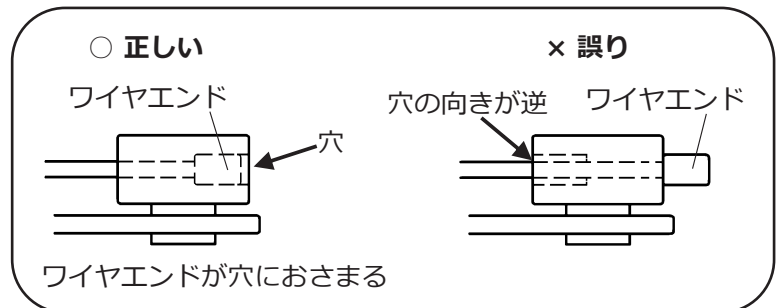 ○ 正しい
ワイヤエンド
穴
ワイヤエンドが穴におさまる
× 誤り
穴の向きが逆
ワイヤエンド